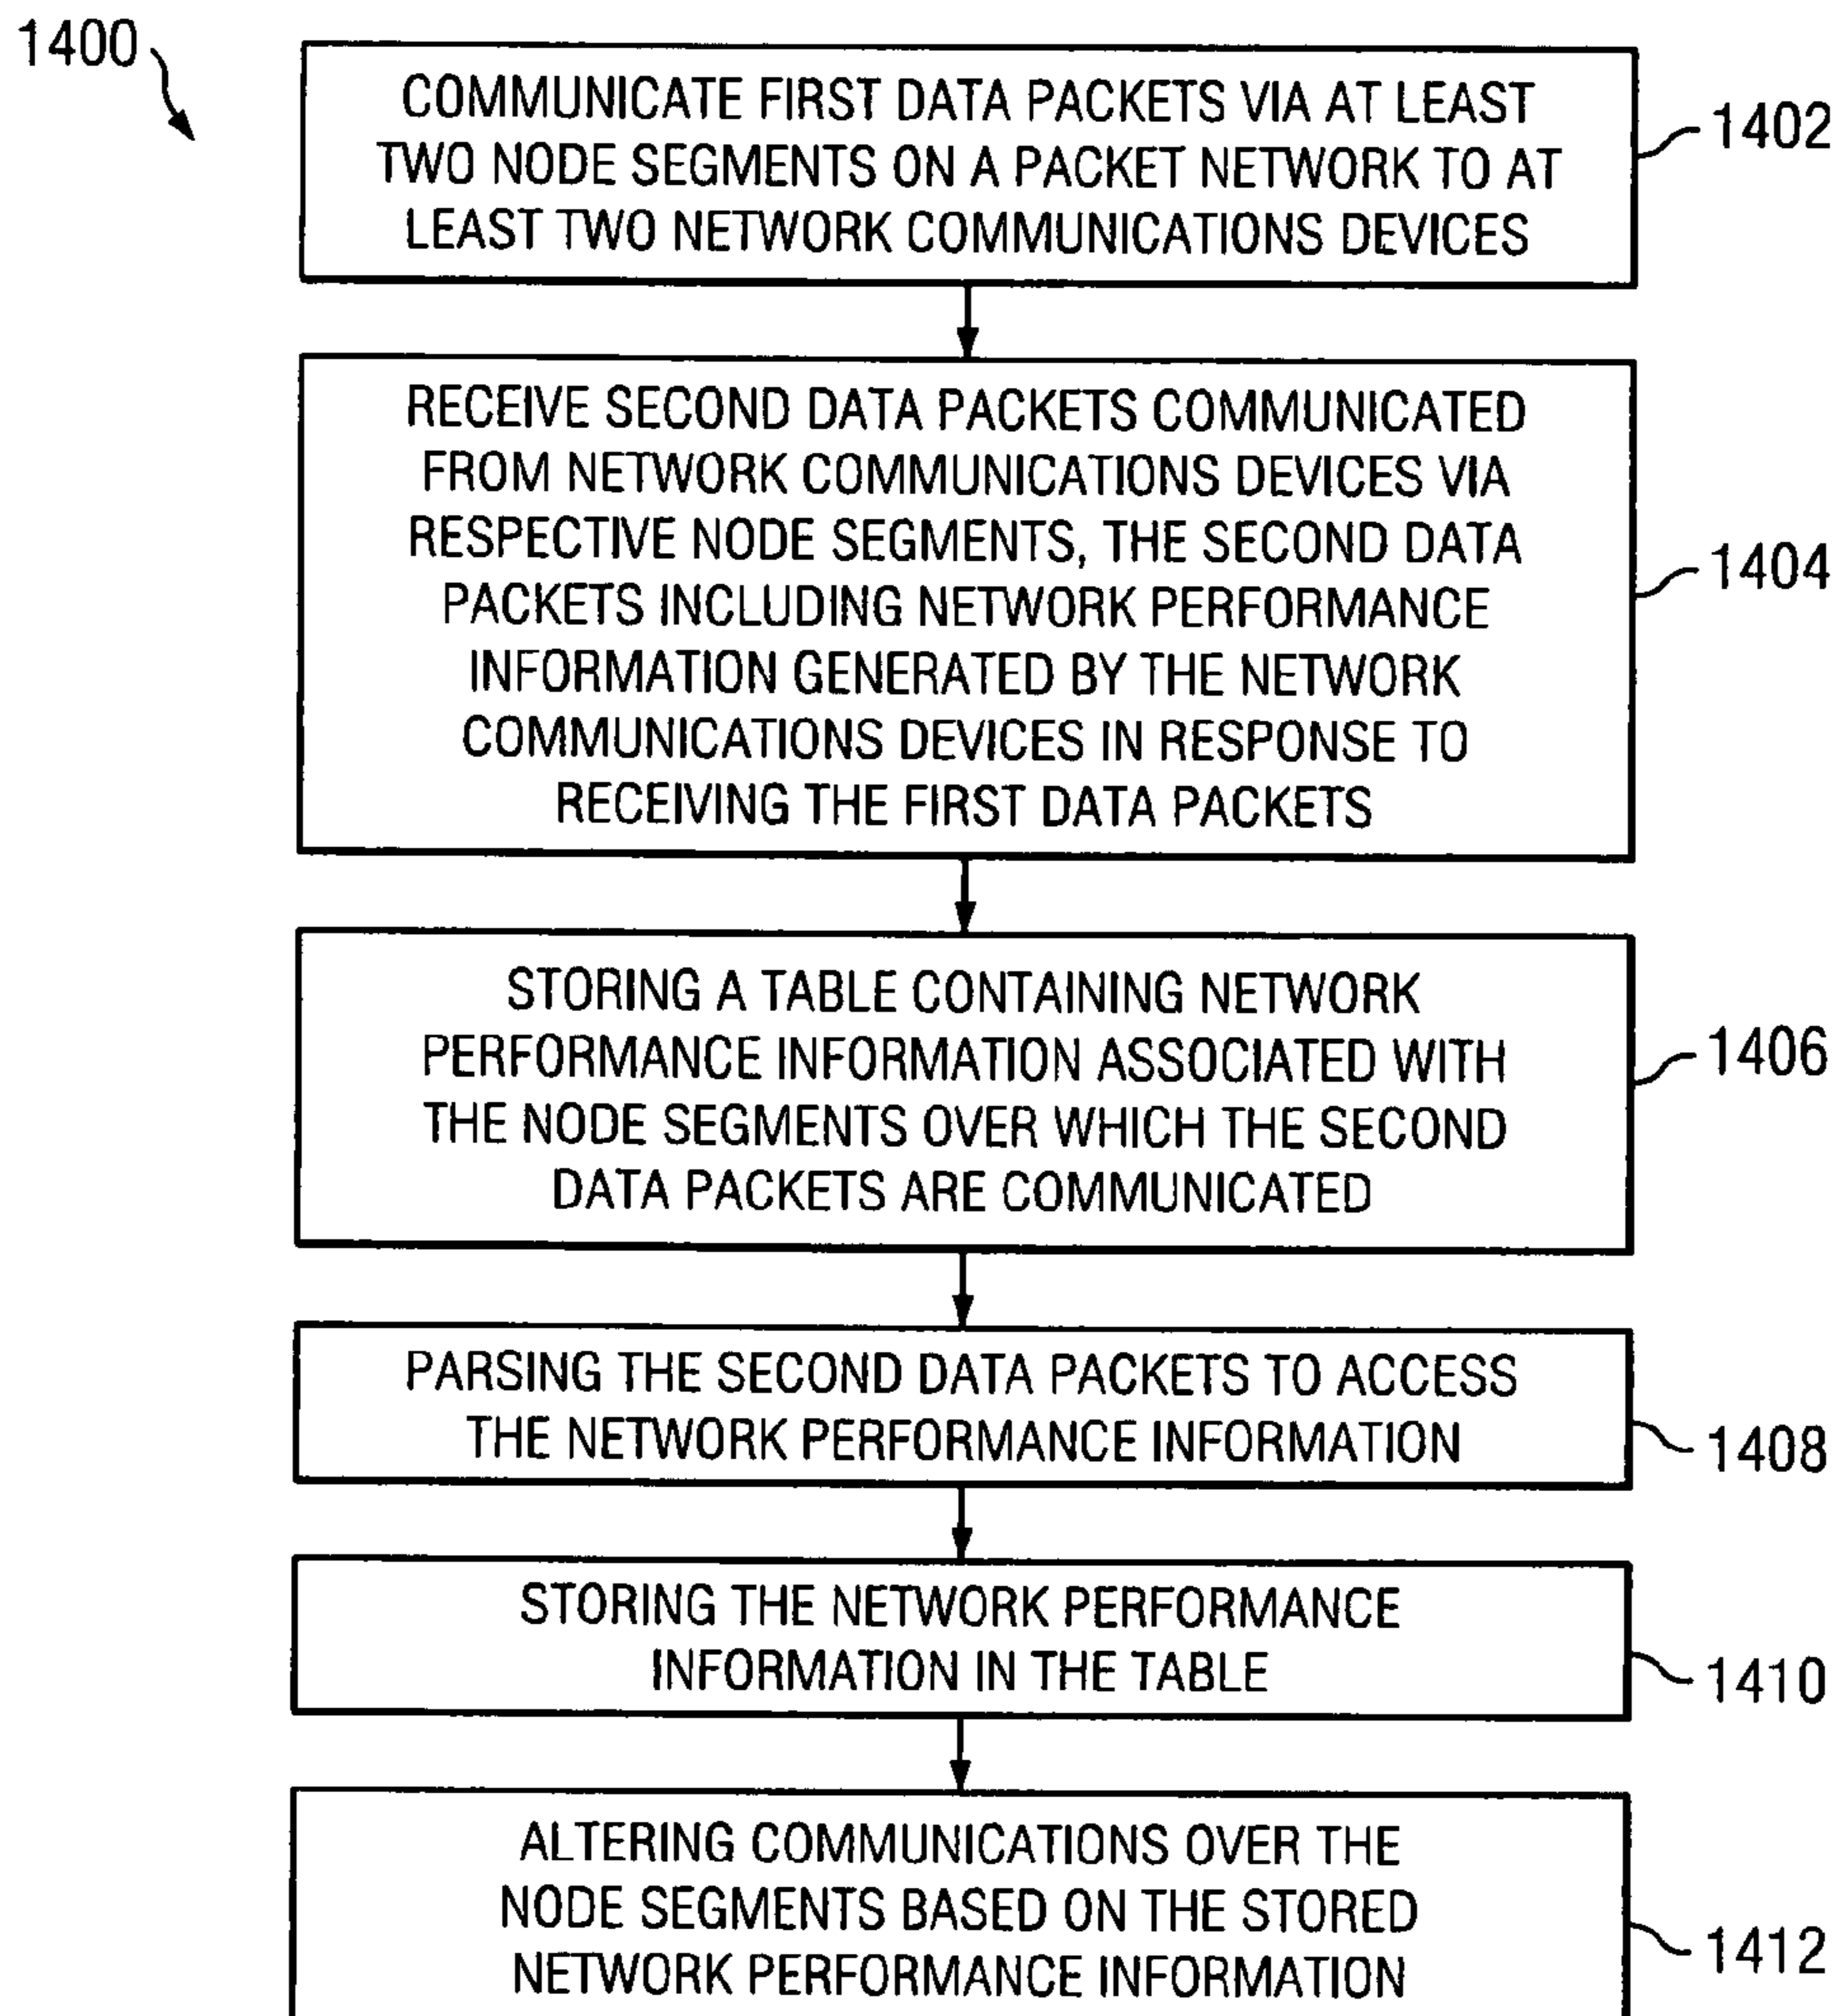 1400
COMMUNICATE FIRST DATA PACKETS VIA AT LEAST
TWO NODE SEGMENTS ON A PACKET NETWORK TO AT
LEAST TWO NETWORK COMMUNICATIONS DEVICES
1402
RECEIVE SECOND DATA PACKETS COMMUNICATED
FROM NETWORK COMMUNICATIONS DEVICES VIA
RESPECTIVE NODE SEGMENTS, THE SECOND DATA
PACKETS INCLUDING NETWORK PERFORMANCE
INFORMATION GENERATED BY THE NETWORK
COMMUNICATIONS DEVICES IN RESPONSE TO
RECEIVING THE FIRST DATA PACKETS
1404
STORING A TABLE CONTAINING NETWORK
PERFORMANCE INFORMATION ASSOCIATED WITH
THE NODE SEGMENTS OVER WHICH THE SECOND
DATA PACKETS ARE COMMUNICATED
1406
PARSING THE SECOND DATA PACKETS TO ACCESS
THE NETWORK PERFORMANCE INFORMATION
1408
STORING THE NETWORK PERFORMANCE
INFORMATION IN THE TABLE
1410
ALTERING COMMUNICATIONS OVER THE
NODE SEGMENTS BASED ON THE STORED
NETWORK PERFORMANCE INFORMATION
1412